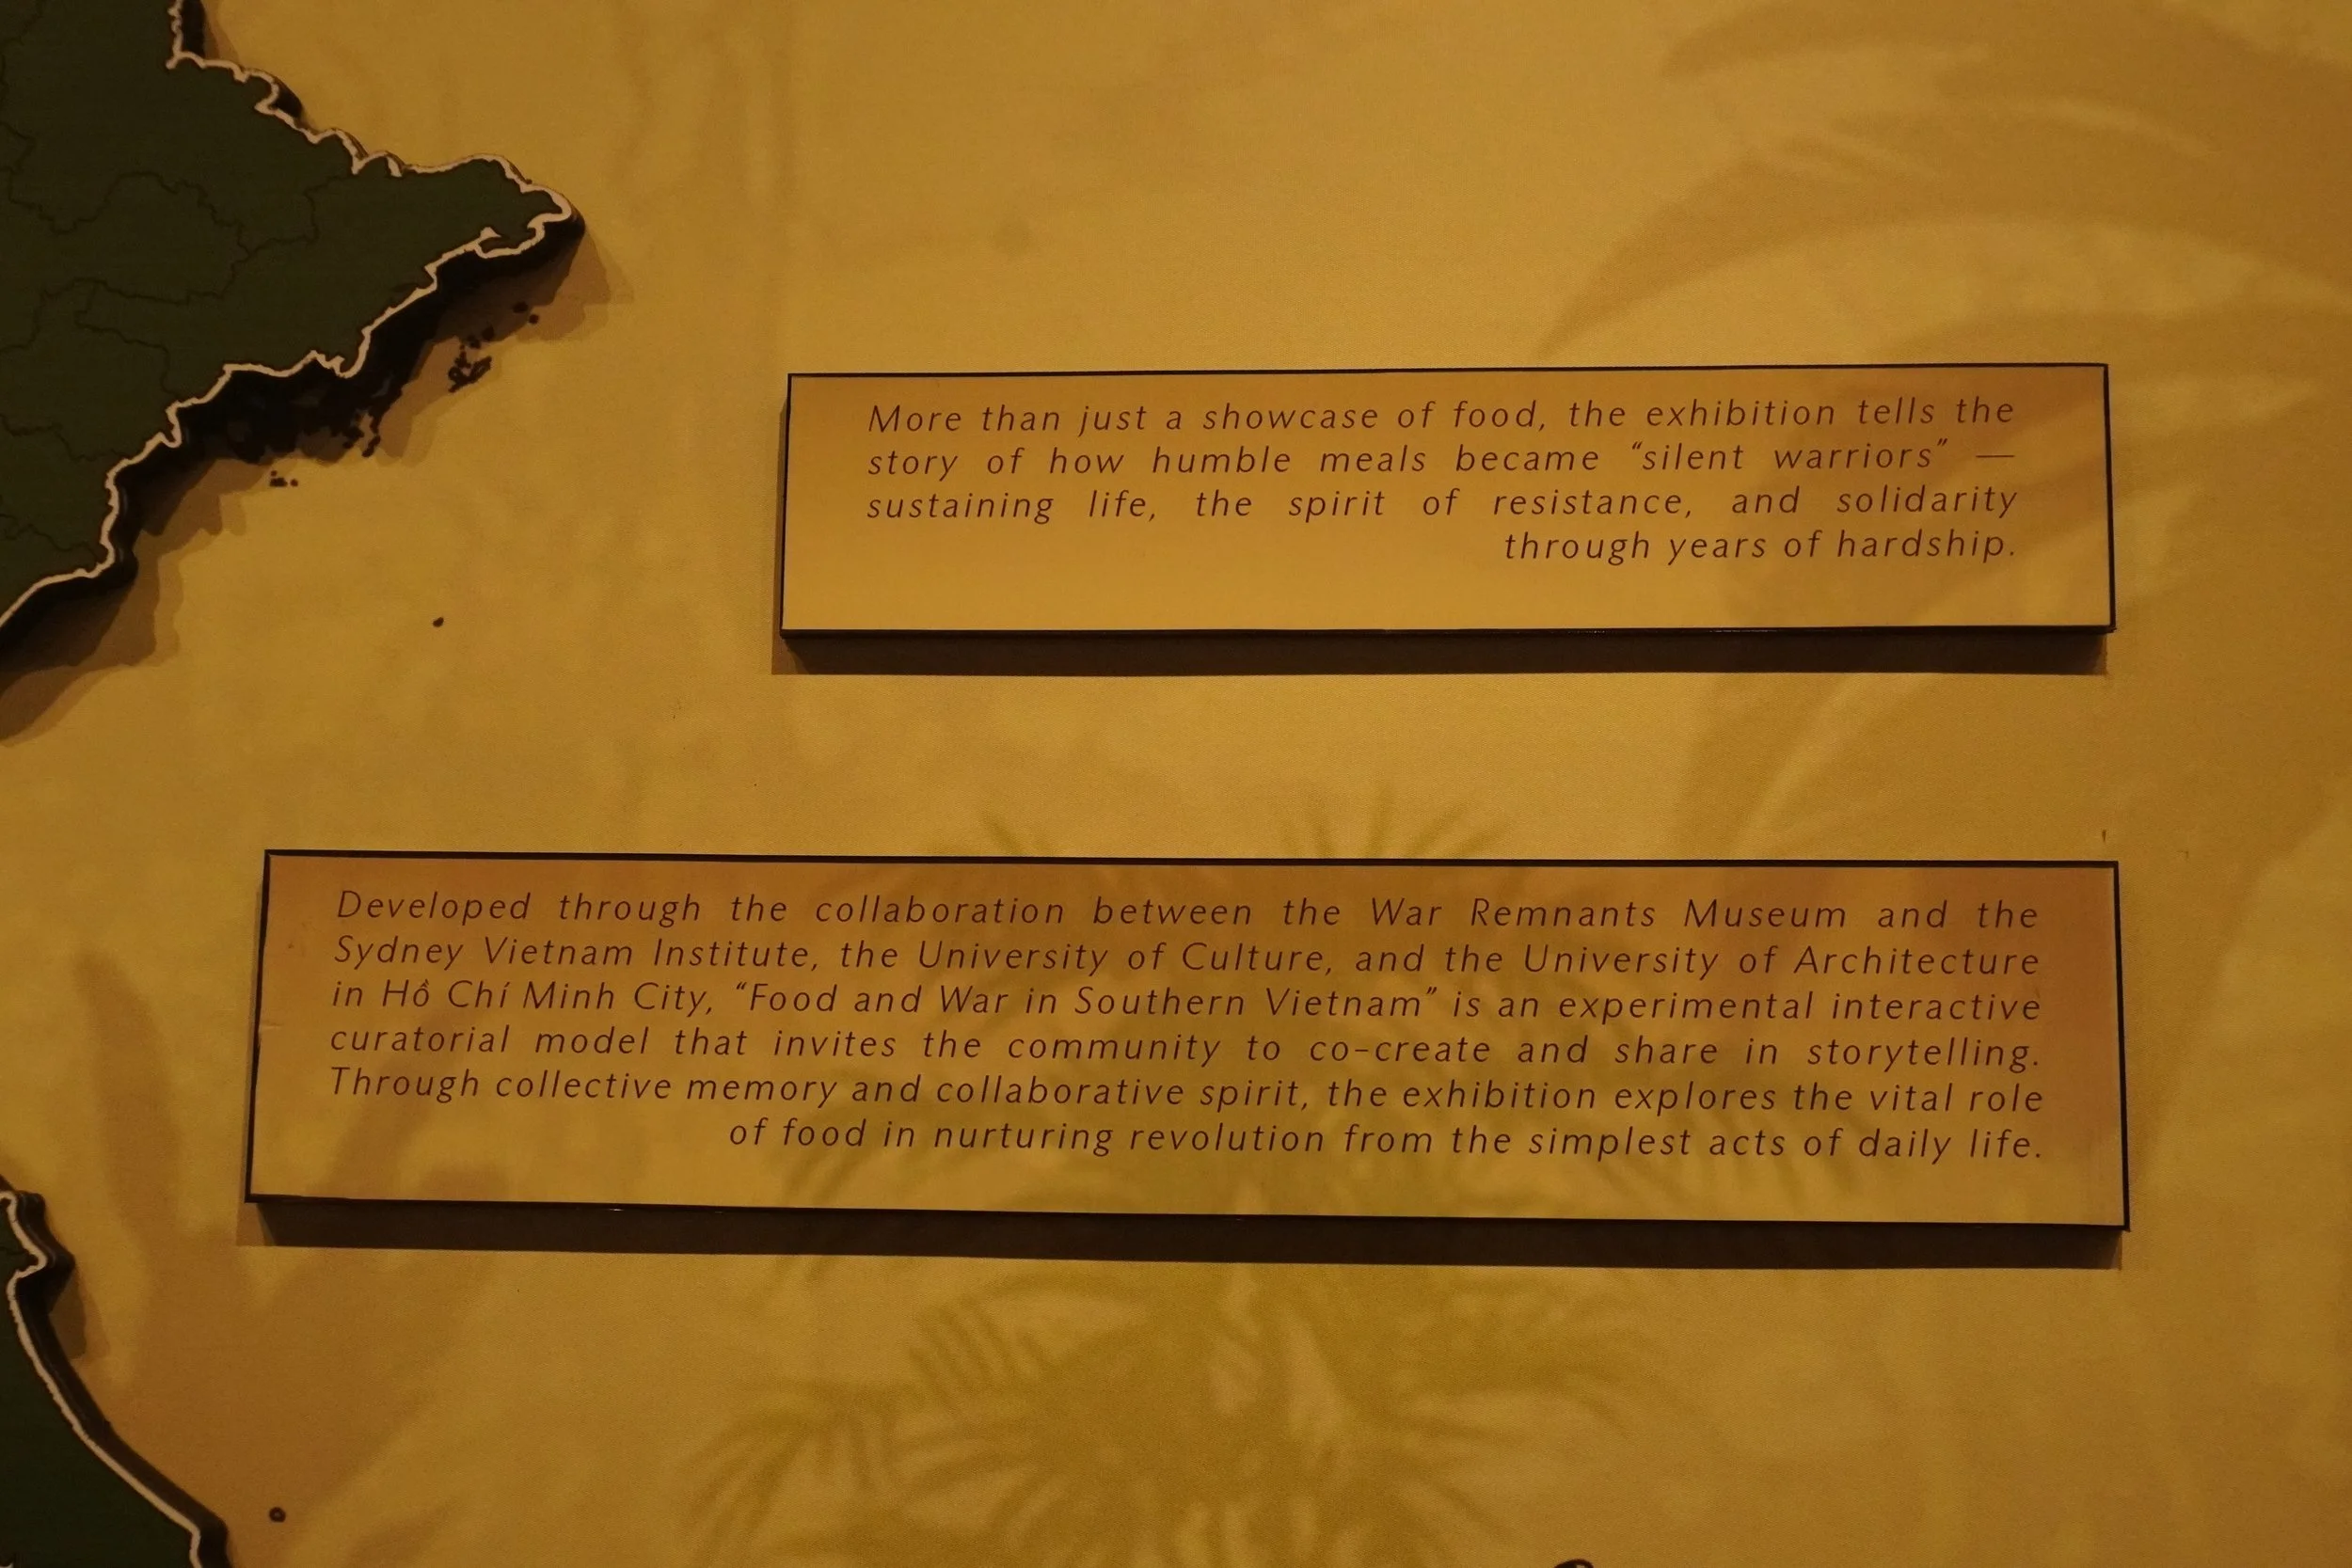 More than just a showcase of food, the exhibition tells the
story of how humble meals became “silent warriors” —
sustaining life, the spirit of resistance, and solidarity
through years of hardship.
Developed through the collaboration between the War Remnants Museum and the
Sydney Vietnam Institute, the University of Culture, and the University of Architecture
in Hồ Chí Minh City, “Food and War in Southern Vietnam” is an experimental interactive
curatorial model that invites the community to co-create and share in storytelling.
Through collective memory and collaborative spirit, the exhibition explores the vital role
of food in nurturing revolution from the simplest acts of daily life.